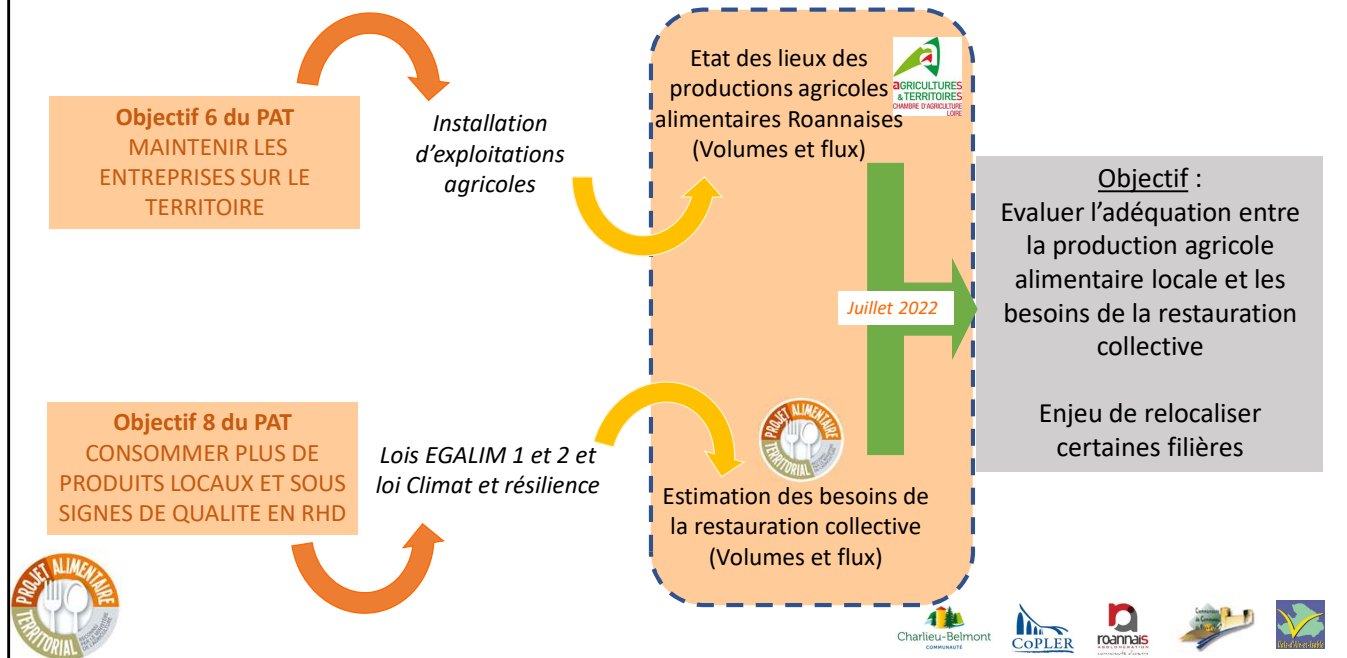 Objectif 6 du PAT
MAINTENIR LES
ENTREPRISES SUR LE
TERRITOIRE
Installation
d'exploitations
agricoles
Etat des lieux des
productions agricoles
alimentaires Roannaises
(Volumes et flux)
aGRICULTURES
& TERRITOIRES
CHAMBRE D'AGRICULTURE
LOIRE
Juillet 2022
Objectif :
Evaluer l'adéquation entre
la production agricole
alimentaire locale et les
besoins de la restauration
collective
Enjeu de relocaliser
certaines filières
Objectif 8 du PAT
CONSOMMER PLUS DE
PRODUITS LOCAUX ET SOUS
SIGNES DE QUALITE EN RHD
Lois EGALIM 1 et 2 et
loi Climat et résilience
PROJET ALIMENTAIRE
TERRITORIAL
Estimation des besoins de
la restauration collective
(Volumes et flux)
PROJET ALIMENTAIRE
TERRITORIAL
Charlieu-Belmont
COMMUNAUTÉ
CoPLER
roannais
AGGLOMÉRATION